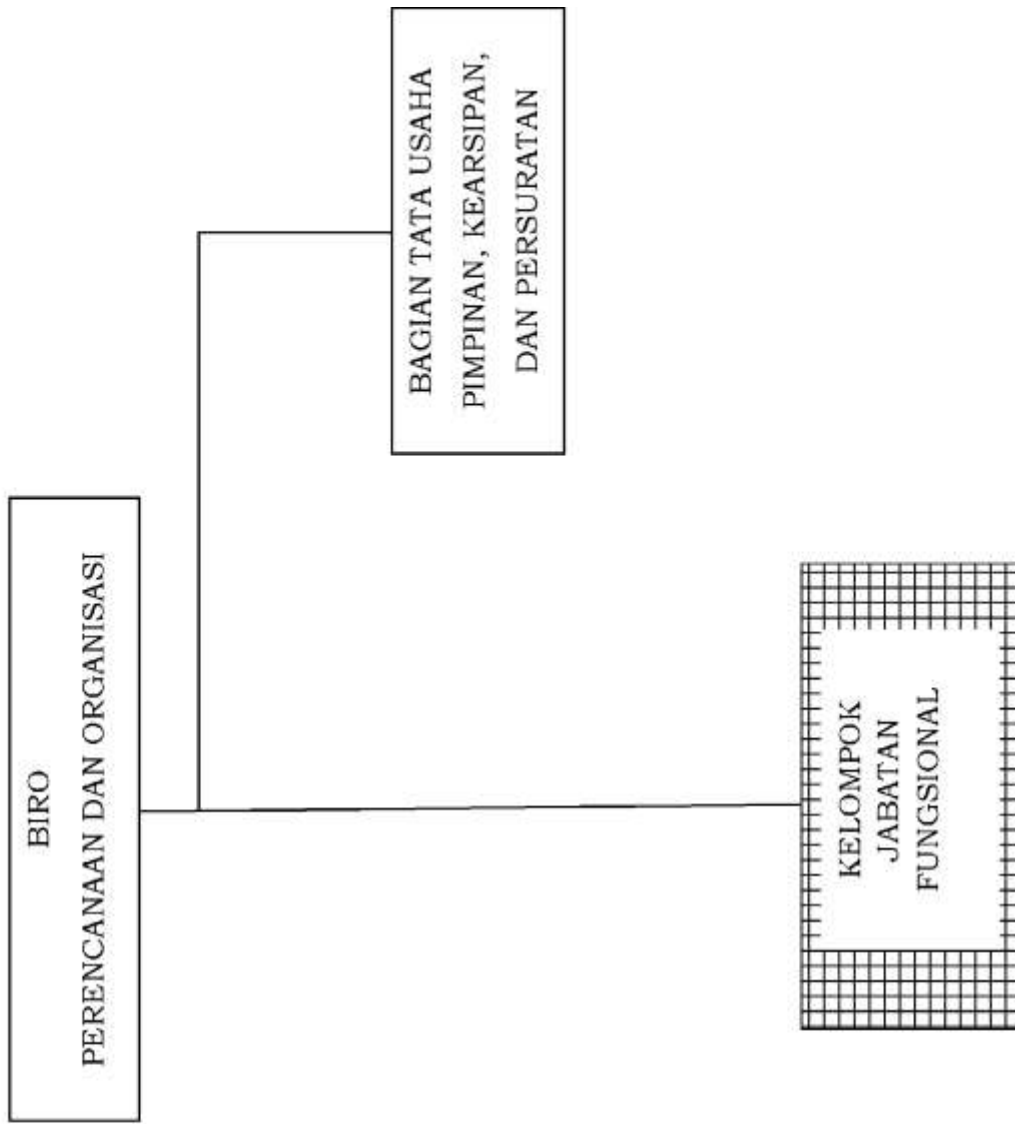 BIRO
PERENCANAAN DAN ORGANISASI
BAGIAN TATA USAHA
PIMPINAN, KEARSIPAN,
DAN PERSURATAN
KELOMPOK
JABATAN
FUNGSIONAL